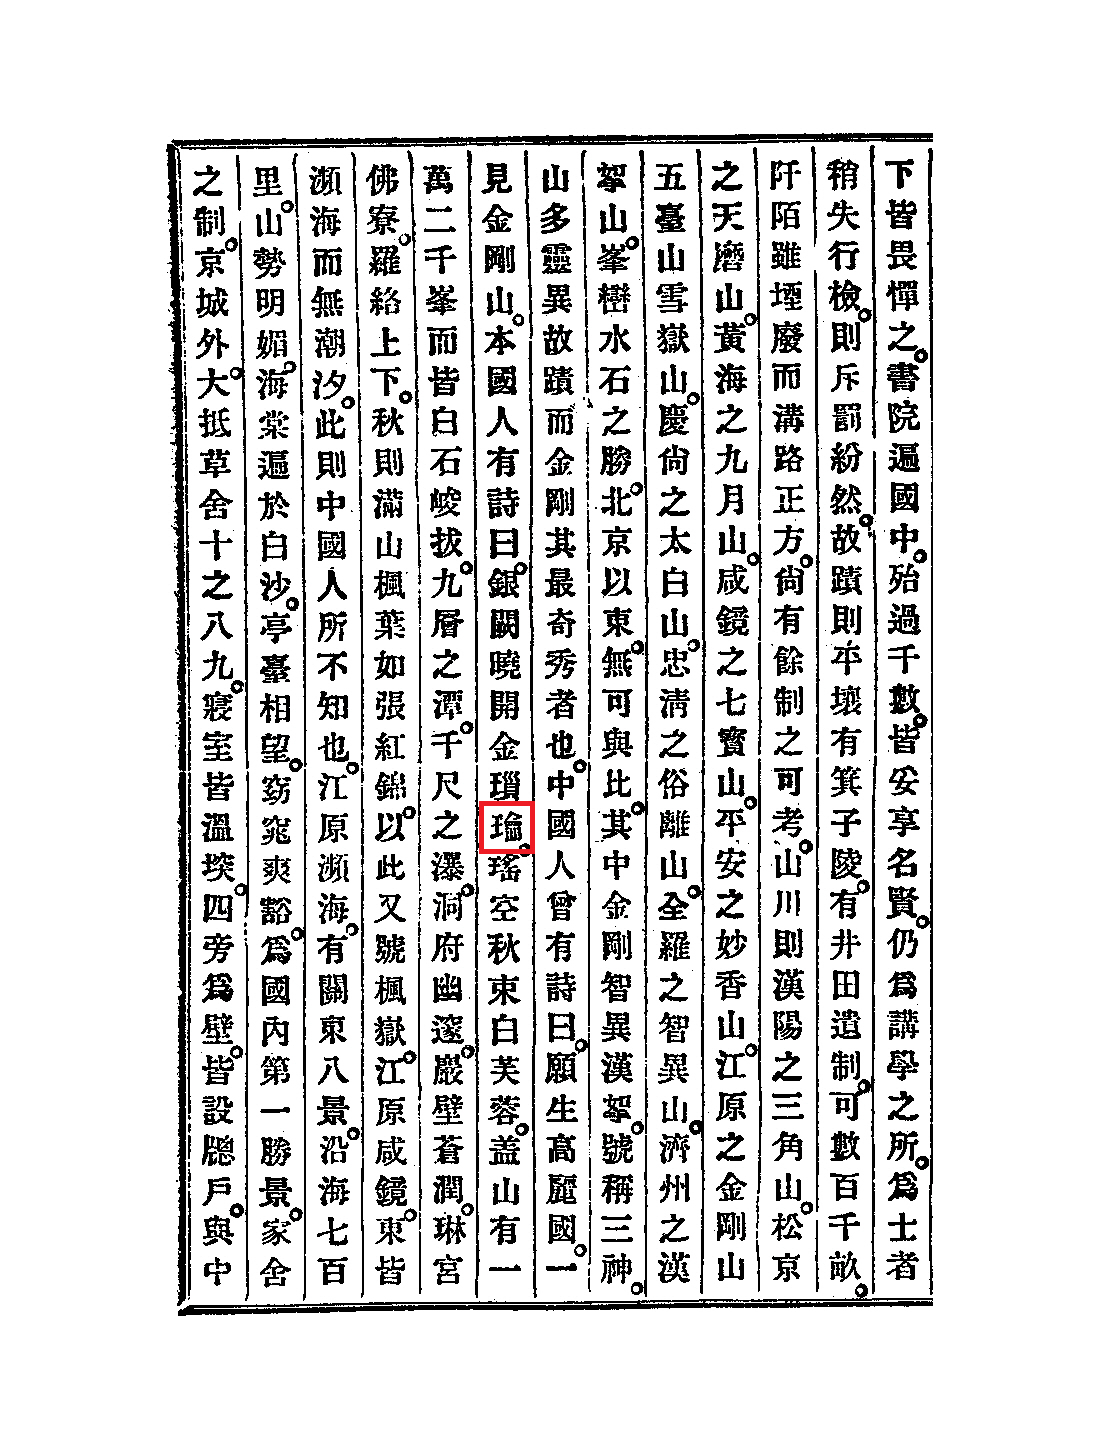 下皆畏憚之。書院遍國中。殆過千數。皆妥享名賢。仍爲講學之所。爲士者
稍失行檢。則斥罰紛然。故蹟則平壤有箕子陵。有井田遺制。可數百千畝。
阡陌雖堙廢而溝路正方。尙有餘制之可考。山川則漢陽之三角山。松京
之天磨山。黃海之九月山。咸鏡之七寶山。平安之妙香山。江原之金剛山
五臺山雪嶽山。慶尙之太白山。忠淸之俗離山。全羅之智異山。濟州之漢
拏山。峯巒水石之勝。北京以東。無可與比。其中金剛智異漢拏。號稱三神。
山多靈異故蹟而金剛其最奇秀者也。中國人曾有詩曰。願生高麗國。一
見金剛山。本國人有詩曰。銀闕曉開金瑣。瑤空秋束白芙蓉。盖山有一
萬二千峯而皆白石峻拔。九層之潭。千尺之瀑。洞府幽邃。巖壁蒼潤。琳宮
佛寮。羅絡上下。秋則滿山楓葉如張紅錦。以此又號楓嶽。江原咸鏡。東皆
瀕海而無潮汐。此則中國人所不知也。江原瀕海。有關東八景。沿海七百
里。山勢明媚。海棠遍於白沙。亭臺相望。窈窕爽豁。爲國內第一勝景。家舍
之制。京城外。大抵草舍十之八九。寢室皆溫堗。四旁爲壁。皆設牕戶。與中